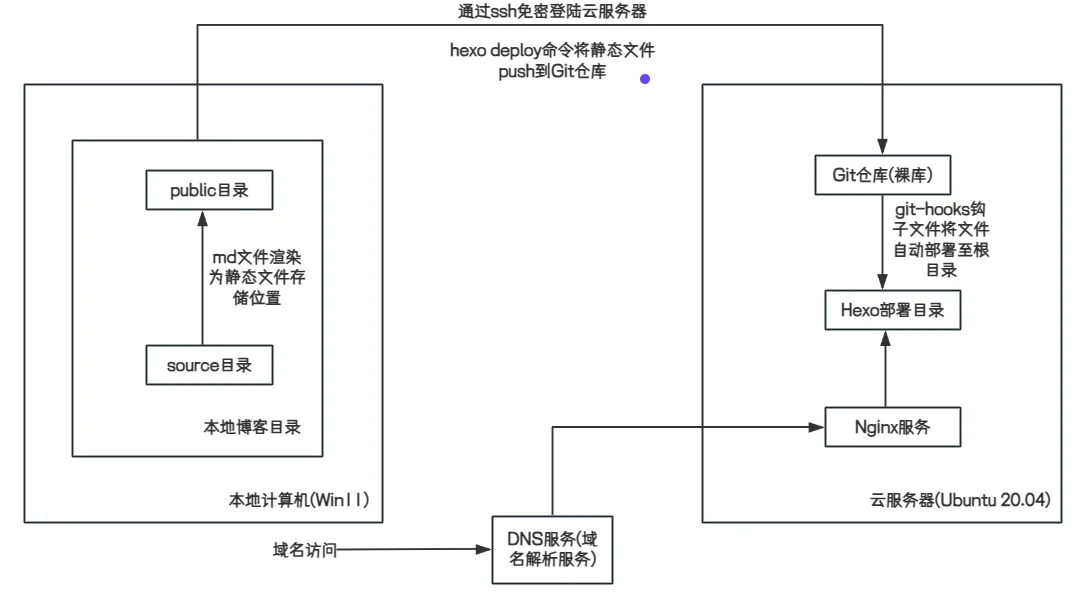 通过ssh免密登陆云服务器
hexo deploy命令将静态文件
push到Git仓库
public目录
md文件渲染
为静态文件存
储位置
source目录
本地博客目录
本地计算机(Win11)
Git仓库(裸库)
git-hooks钩
子文件将文件
自动部署至根
目录
Hexo部署目录
Nginx服务
云服务器(Ubuntu 20.04)
域名访问
DNS服务(域
名解析服务)